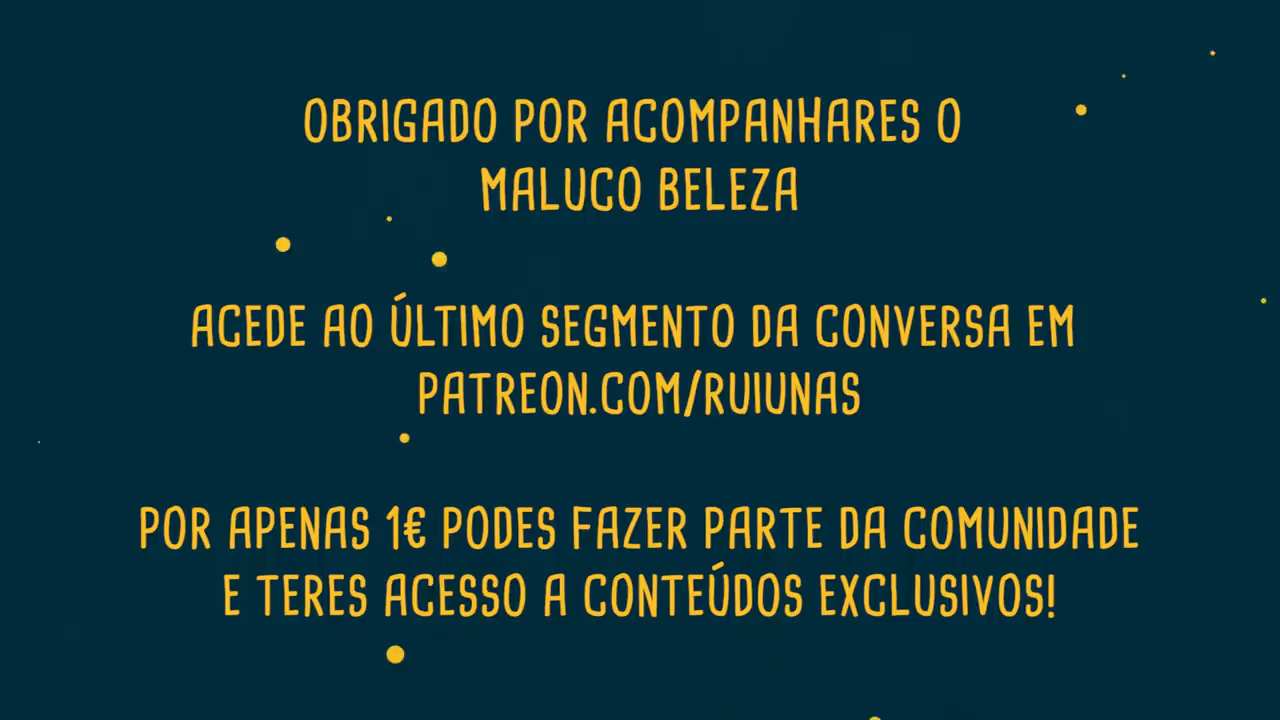 OBRIGADO POR ACOMPANHARES O
MALUCO BELEZA
ACEDE AO ÚLTIMO SEGMENTO DA CONVERSA EM
PATREON.COM/RUIUNAS
POR APENAS 1€ PODES FAZER PARTE DA COMUNIDADE
E TERES ACESSO A CONTEÚDOS EXCLUSIVOS!